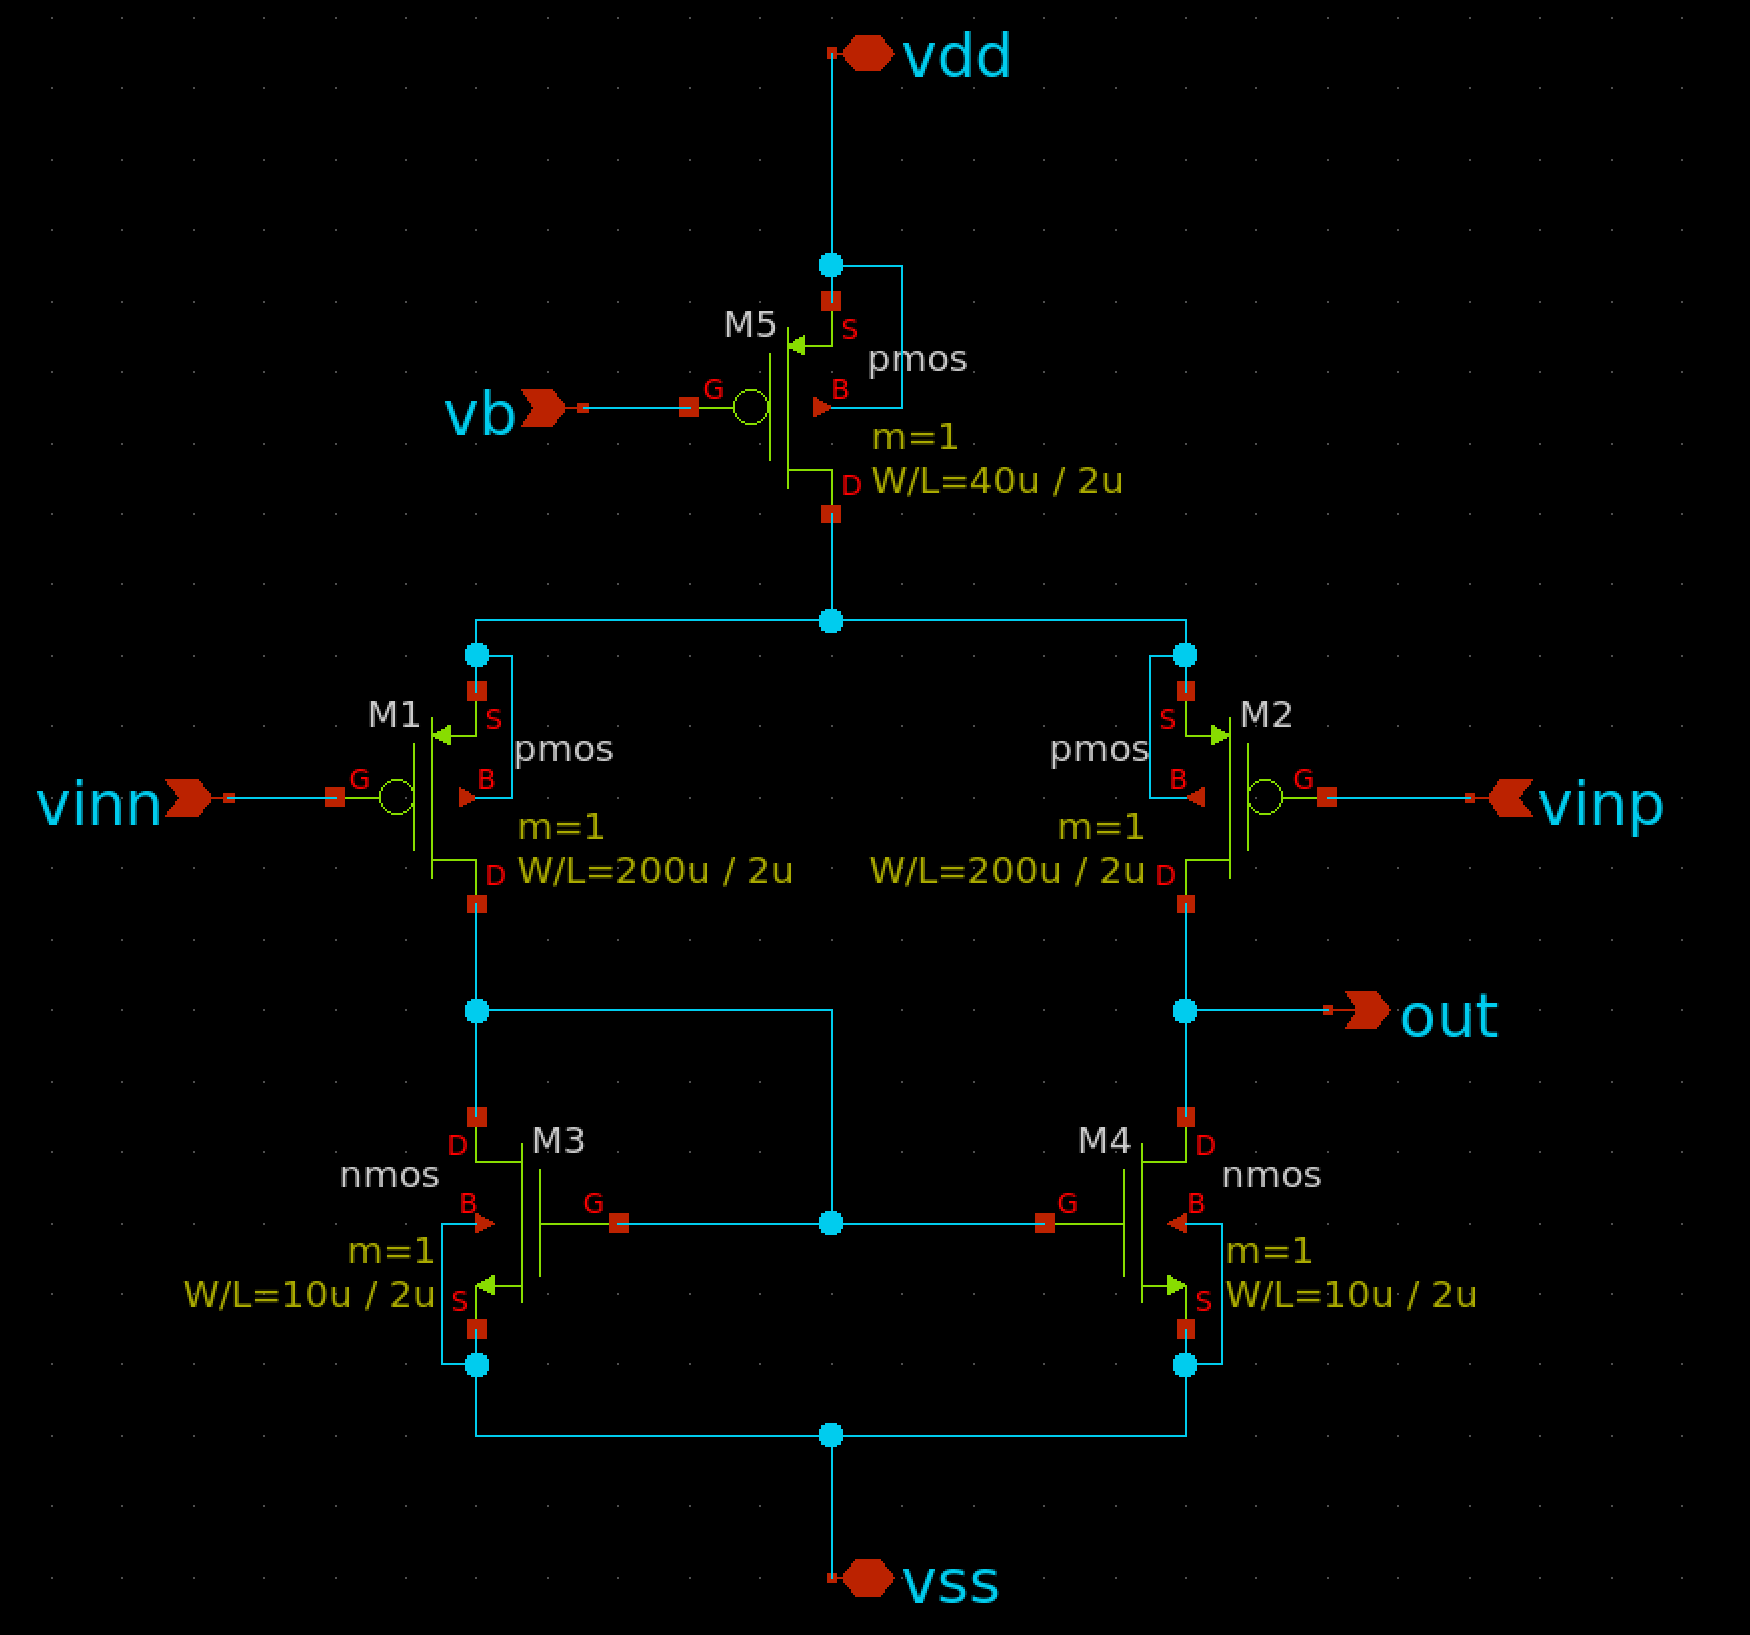 vdd
M5
S
pmos
G
B
vb
m=1
D
W/L=40u / 2u
M1
S
pmos
G
B
vinn
m=1
D
W/L=200u / 2u
S
M2
pmos
B
G
vinp
m=1
W/L=200u / 2u
D
out
D
M3
nmos
B
G
m=1
W/L=10u / 2u
S
M4
D
nmos
G
B
m=1
S
W/L=10u / 2u
vss